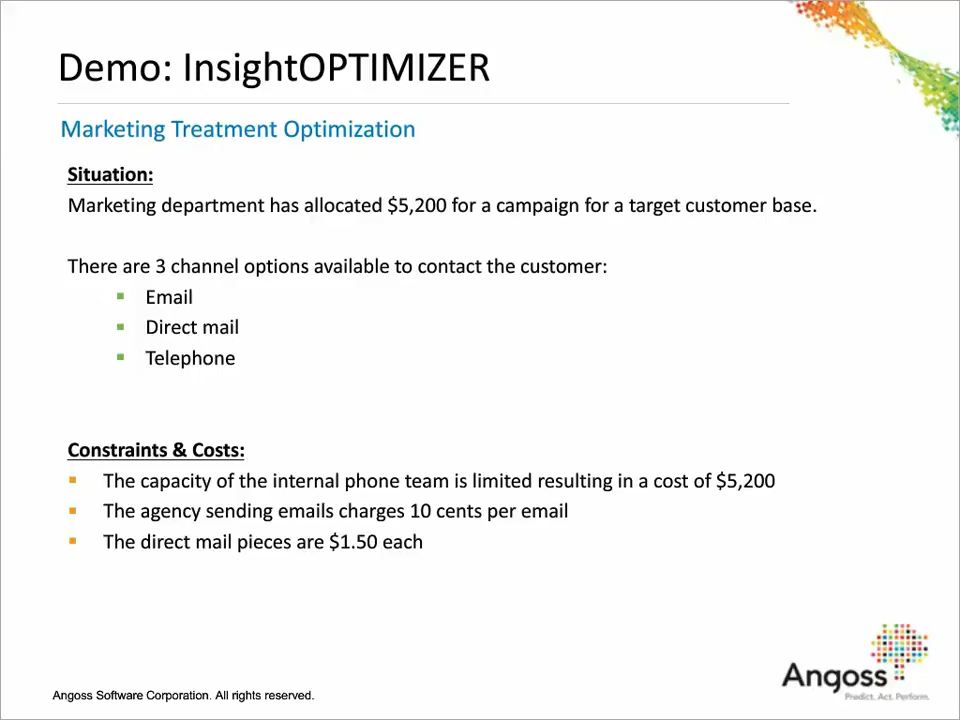 Demo: InsightOPTIMIZER
Marketing Treatment Optimization
Situation:
Marketing department has allocated $5,200 for a campaign for a target customer base.
There are 3 channel options available to contact the customer:
Email
Direct mail
Telephone
Constraints & Costs:
The capacity of the internal phone team is limited resulting in a cost of $5,200
The agency sending emails charges 10 cents per email
The direct mail pieces are $1.50 each
Angoss
Predict. Act. Perform.
Angoss Software Corporation. All rights reserved.